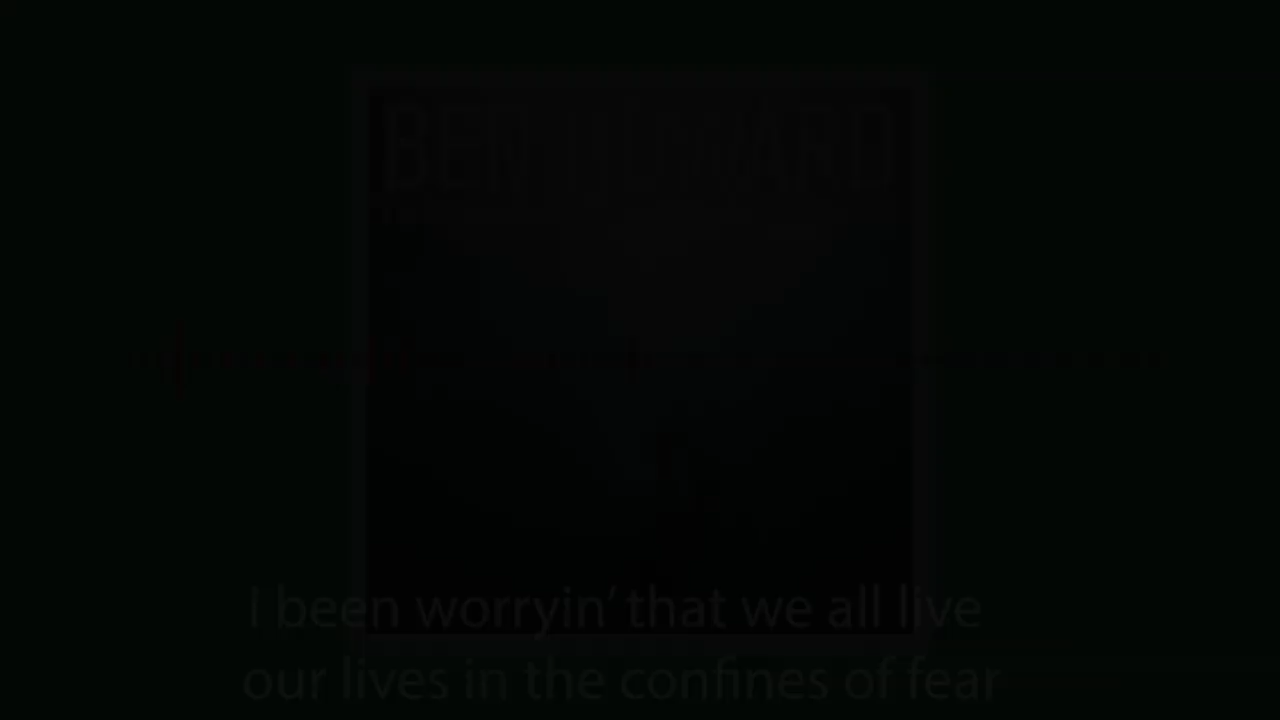 BEN HOWARD
I been worryin' that we all live
our lives in the confines of fear